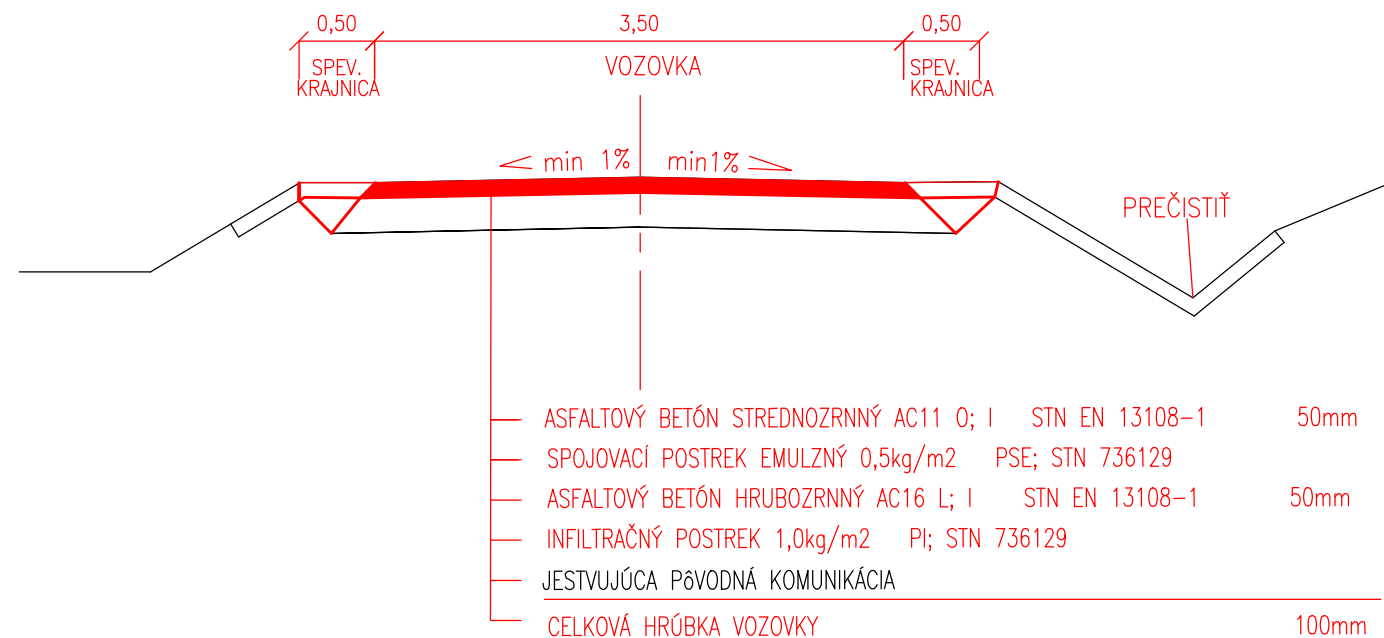 0,50 3,50 0,50
SPEV. VOZOVKA SPEV.
KRAJNICA KRAJNICA
min 1% min1%
PREČISTIŤ
ASFALTOVÝ BETÓN STREDNOZRNNÝ AC11 O; I STN EN 13108-1 50mm
SPOJOVACÍ POSTREK EMULZNÝ 0,5kg/m2 PSE; STN 736129
ASFALTOVÝ BETÓN HRUBOZRNNÝ AC16 L; I STN EN 13108-1 50mm
INFILTRAČNÝ POSTREK 1,0kg/m2 PI; STN 736129
JESTVUJÚCA PôVODNÁ KOMUNIKÁCIA
CELKOVÁ HRÚBKA VOZOVKY 100mm